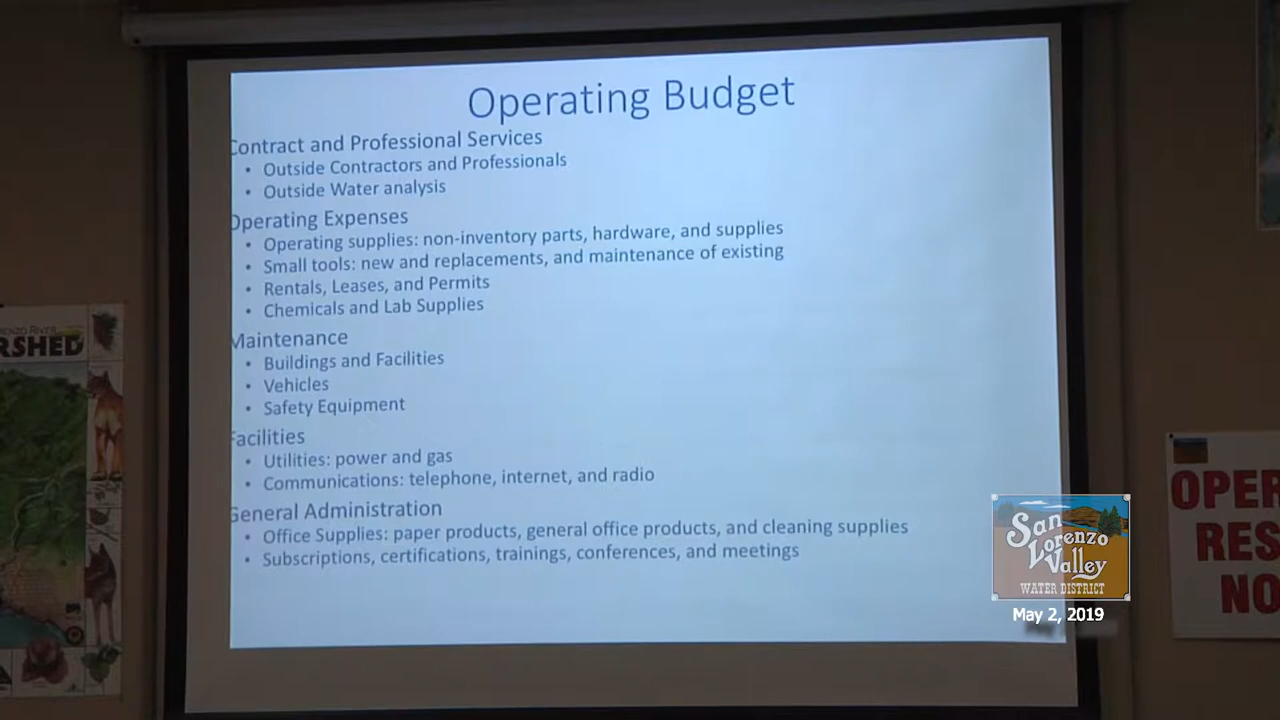 Operating Budget
Contract and Professional Services
• Outside Contractors and Professionals
• Outside Water analysis
Operating Expenses
• Operating supplies: non-inventory parts, hardware, and supplies
• Small tools: new and replacements, and maintenance of existing
• Rentals, Leases, and Permits
• Chemicals and Lab Supplies
Maintenance
• Buildings and Facilities
• Vehicles
• Safety Equipment
Facilities
• Utilities: power and gas
• Communications: telephone, internet, and radio
General Administration
• Office Supplies: paper products, general office products, and cleaning supplies
• Subscriptions, certifications, trainings, conferences, and meetings
RENZO RIVER
RSHED
OPER
RES
NO
San
Lorenzo
Valley
WATER DISTRICT
May 2, 2019